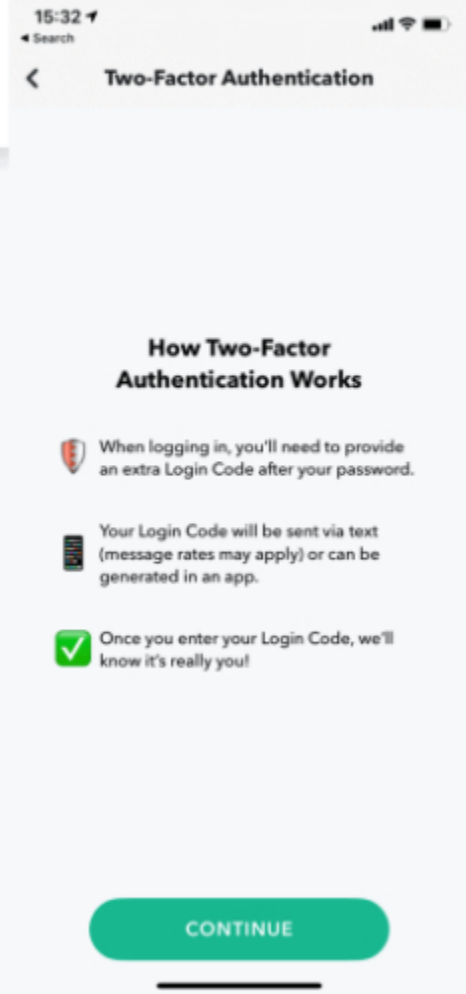 15:32
Search
Two-Factor Authentication
How Two-Factor
Authentication Works
When logging in, you'll need to provide
an extra Login Code after your password.
Your Login Code will be sent via text
(message rates may apply) or can be
generated in an app.
Once you enter your Login Code, we'll
know it's really you!
CONTINUE